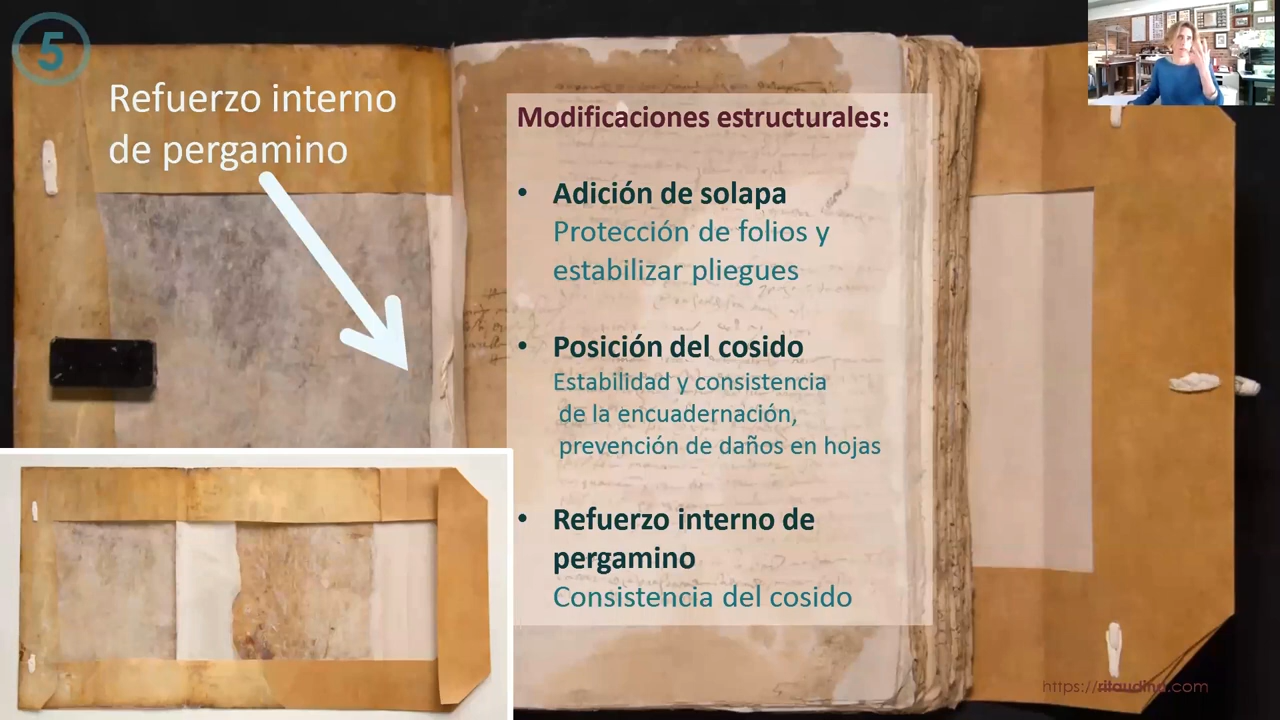 5
Refuerzo interno
de pergamino
Modificaciones estructurales:
• Adición de solapa
Protección de folios y
estabilizar pliegues
• Posición del cosido
Estabilidad y consistencia
de la encuadernación,
prevención de daños en hojas
• Refuerzo interno de
pergamino
Consistencia del cosido